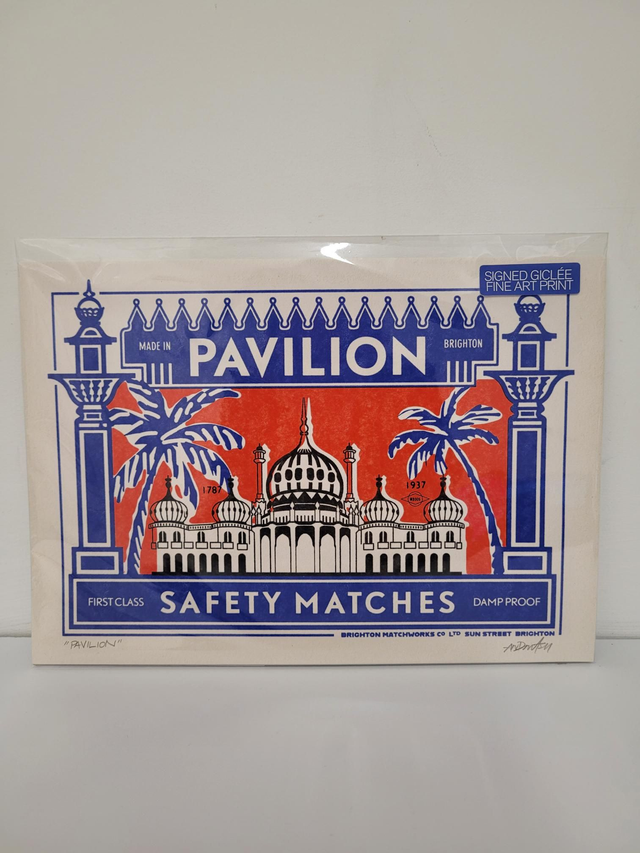 SIGNED GICLÉE
FINE ART PRINT
MADE IN
PAVILION
BRIGHTON
1787
1937
FIRST CLASS
SAFETY MATCHES
DAMP PROOF
BRIGHTON MATCHWORKS CO LTD SUN STREET BRIGHTON
"PAVILION"